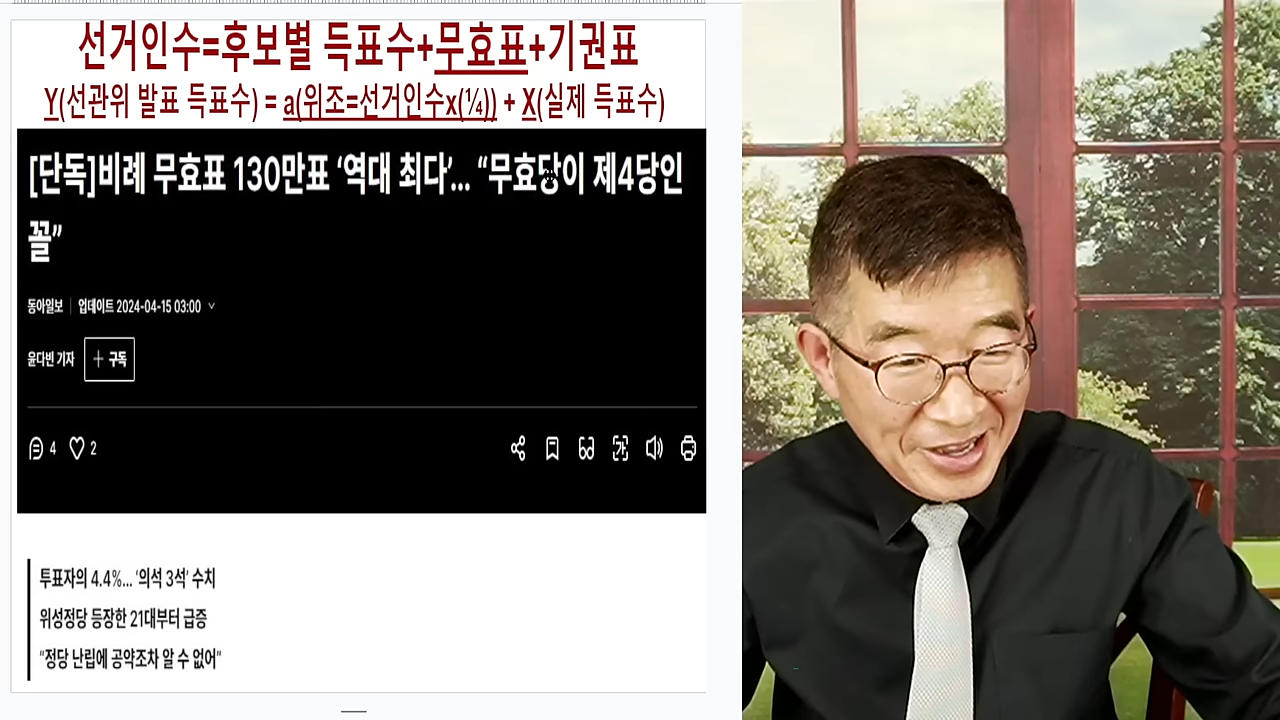 선거인수=후보별 득표수+무효표+기권표
Y(선관위 발표 득표수) = a(위조=선거인수x(¼)) + X(실제 득표수)
[단독]비례 무효표 130만표 ‘역대 최다’... “무효당이 제4당인
꼴”
동아일보 | 업데이트 2024-04-15 03:00
윤다빈 기자 + 구독
4 2
투표자의 4.4%... ‘의석 3석’ 수치
위성정당 등장한 21대부터 급증
“정당 난립에 공약조차 알 수 없어”